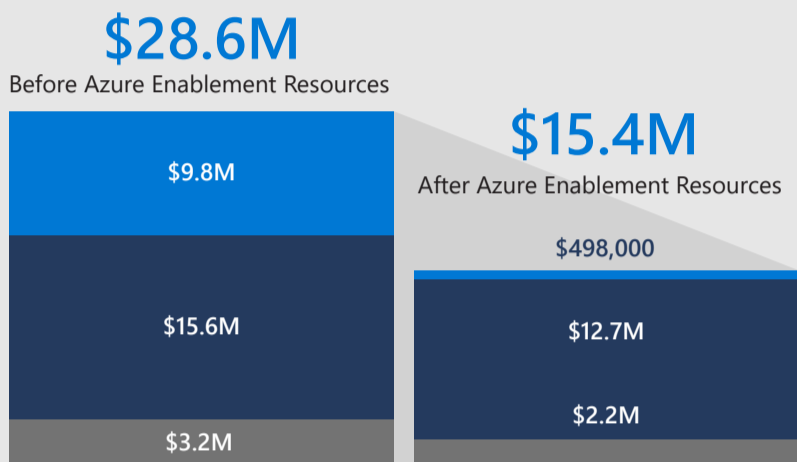 $28.6M
Before Azure Enablement Resources
$9.8M
$15.6M
$3.2M
$15.4M
After Azure Enablement Resources
$498,000
$12.7M
$2.2M